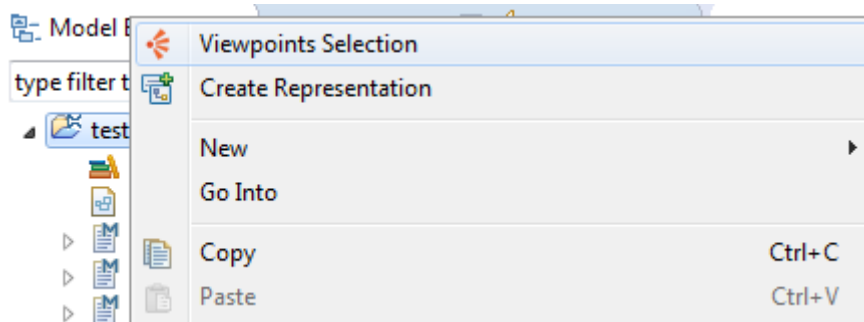 Model E
type filter t
test
Viewpoints Selection
Create Representation
New
Go Into
Copy Ctrl+C
Paste Ctrl+V